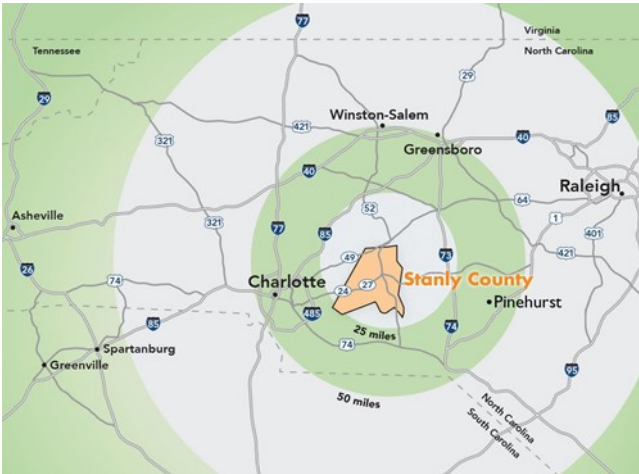 77
Virginia
North Carolina
Tennessee
29
29
Winston-Salem
421
85
Greensboro
40
321
40
64
Raleigh
52
1
Asheville
321
77
85
401
421
49
73
26
74
Charlotte
24
27
Stanly County
Pinehurst
85
485
25 miles
74
74
Spartanburg
Greenville
95
50 miles
North Carolina
South Carolina